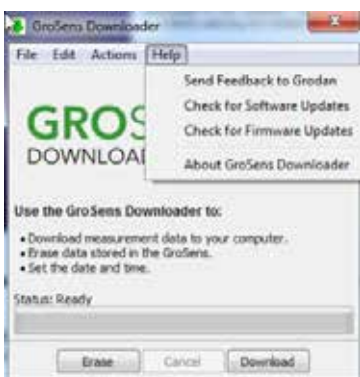 GroSens Downloader
File Edit Actions Help
Send Feedback to Grodan
Check for Software Updates
Check for Firmware Updates
About GroSens Downloader
GROS
DOWNLOA
Use the GroSens Downloader to:
• Download measurement data to your computer.
• Erase data stored in the GroSens.
• Set the date and time.
Status: Ready
Erase Cancel Download